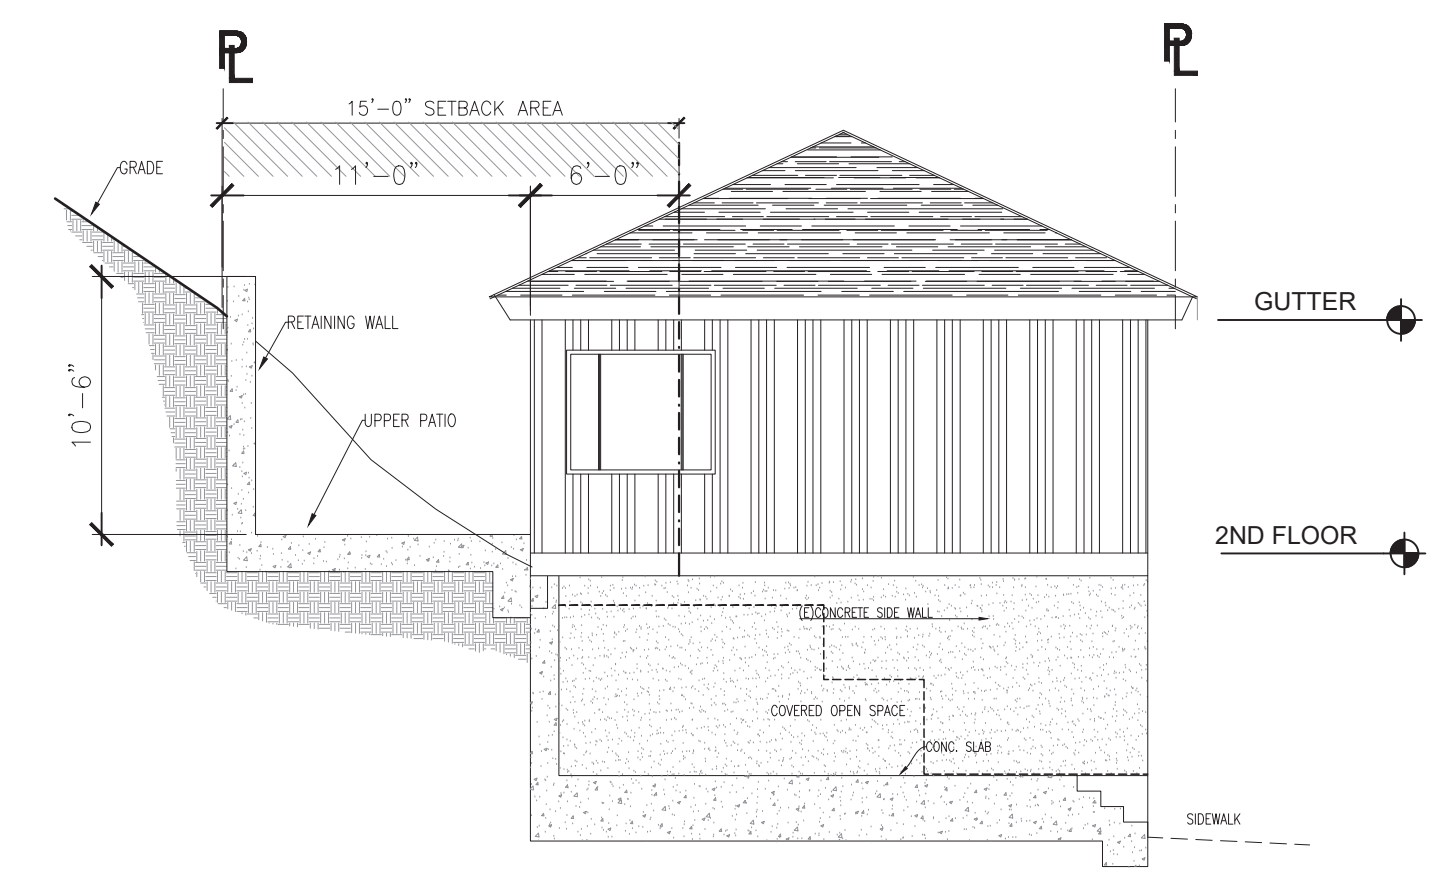 PL
PL
15'-0" SETBACK AREA
11'-0"
6'-0"
GRADE
GUTTER
RETAINING WALL
10'-6"
UPPER PATIO
2ND FLOOR
(E)CONCRETE SIDE WALL
COVERED OPEN SPACE
CONC. SLAB
SIDEWALK